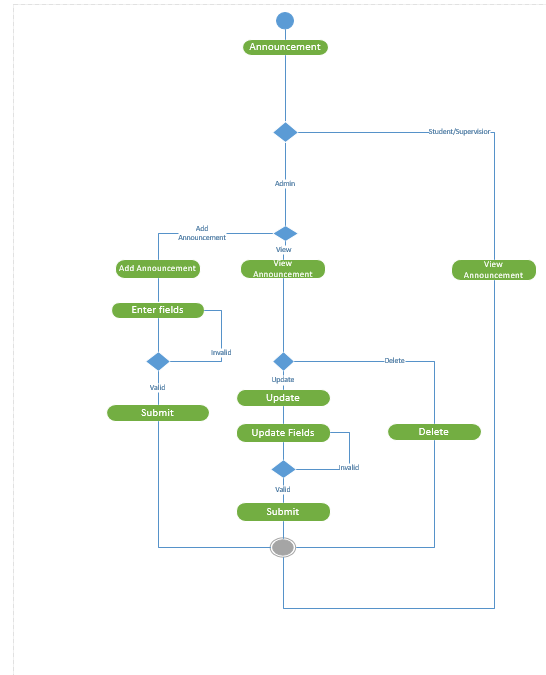 Announcement
Student/Supervisior
Admin
Add
Announcement
View
Add Announcement
View
Announcement
View
Announcement
Enter fields
Invalid
Delete
Update
Valid
Update
Submit
Update Fields
Delete
Invalid
Valid
Submit